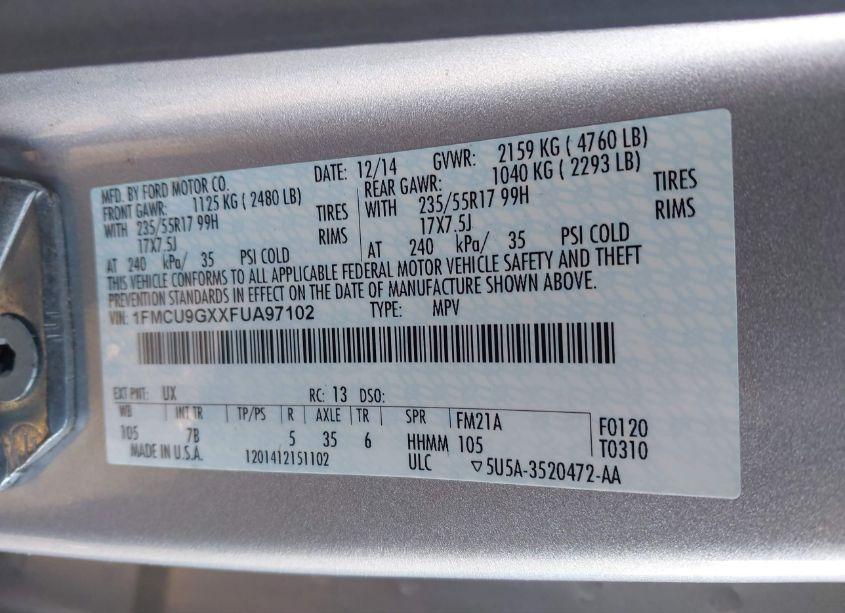 MFD. BY FORD MOTOR CO. DATE: 12/14 GVWR: 2159 KG ( 4760 LB)
FRONT GAWR: 1125 KG ( 2480 LB) REAR GAWR: 1040 KG ( 2293 LB)
WITH 235/55R17 99H TIRES WITH 235/55R17 99H TIRES
17X7.5J RIMS 17X7.5J RIMS
AT 240 kPa/ 35 PSI COLD AT 240 kPa/ 35 PSI COLD
THIS VEHICLE CONFORMS TO ALL APPLICABLE FEDERAL MOTOR VEHICLE SAFETY AND THEFT
PREVENTION STANDARDS IN EFFECT ON THE DATE OF MANUFACTURE SHOWN ABOVE.
VIN: 1FMCU9GXXFUA97102 TYPE: MPV
EXT PNT: UX RC: 13 DSO:
WB INT TR TP/PS R AXLE TR SPR FM21A F0120
105 7B 5 35 6 HHMM 105 T0310
MADE IN U.S.A. 1201412151102 ULC ▽5U5A-3520472-AA